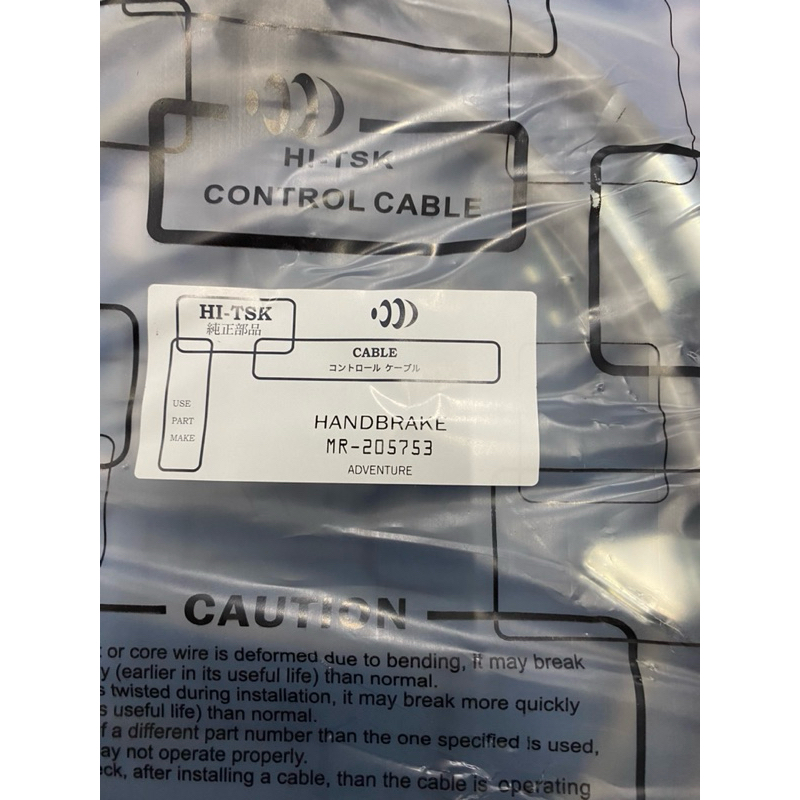 HI-TSK
CONTROL CABLE
HI-TSK
純正部品
CABLE
コントロール ケーブル
USE
PART
MAKE
HANDBRAKE
MR-205753
ADVENTURE
CAUTION
or core wire is deformed due to bending, it may break
(earlier in its useful life) than normal.
twisted during installation, it may break more quickly
useful life) than normal.
a different part number than the one specified is used,
not operate properly.
after installing a cable, than the cable is operating